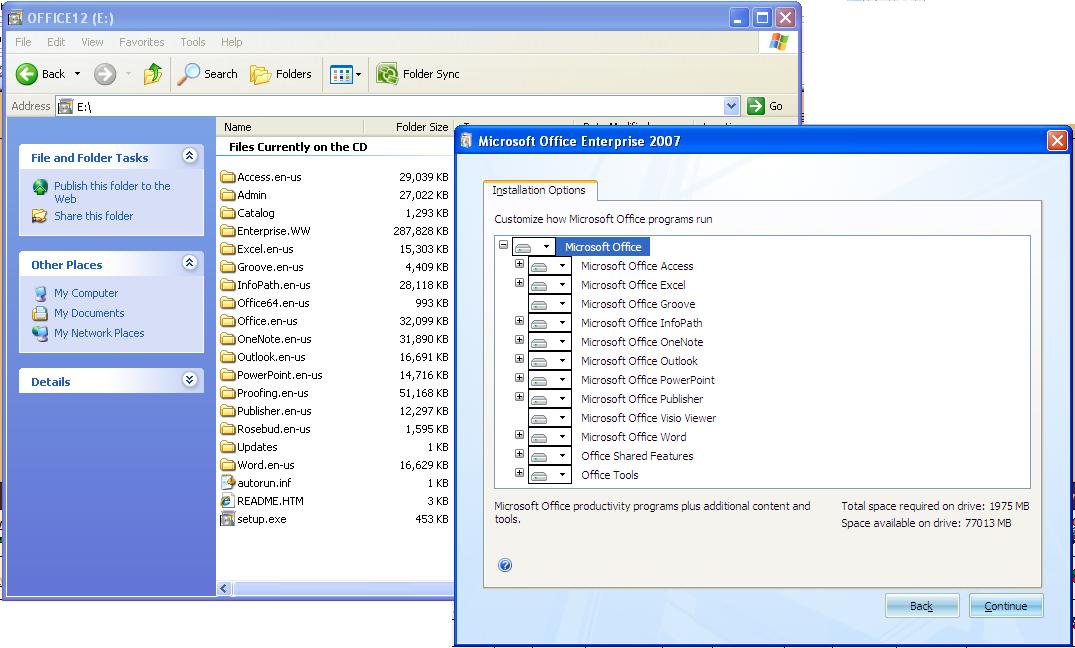 OFFICE12 (E:)
File Edit View Favorites Tools Help
Back Search Folders Folder Sync
Address E:\ Go
File and Folder Tasks
Publish this folder to the
Web
Share this folder
Other Places
My Computer
My Documents
My Network Places
Details
Name Folder Size
Files Currently on the CD
Access.en-us 29,039 KB
Admin 27,022 KB
Catalog 1,293 KB
Enterprise.WW 287,828 KB
Excel.en-us 15,303 KB
Groove.en-us 4,409 KB
InfoPath.en-us 28,118 KB
Office64.en-us 993 KB
Office.en-us 32,099 KB
OneNote.en-us 31,890 KB
Outlook.en-us 16,691 KB
PowerPoint.en-us 14,716 KB
Proofing.en-us 51,168 KB
Publisher.en-us 12,297 KB
Rosebud.en-us 1,595 KB
Updates 1 KB
Word.en-us 16,629 KB
autorun.inf 1 KB
README.HTM 3 KB
setup.exe 453 KB
Microsoft Office Enterprise 2007
Installation Options
Customize how Microsoft Office programs run
Microsoft Office
Microsoft Office Access
Microsoft Office Excel
Microsoft Office Groove
Microsoft Office InfoPath
Microsoft Office OneNote
Microsoft Office Outlook
Microsoft Office PowerPoint
Microsoft Office Publisher
Microsoft Office Visio Viewer
Microsoft Office Word
Office Shared Features
Office Tools
Microsoft Office productivity programs plus additional content and
tools.
Total space required on drive: 1975 MB
Space available on drive: 77013 MB
Back Continue